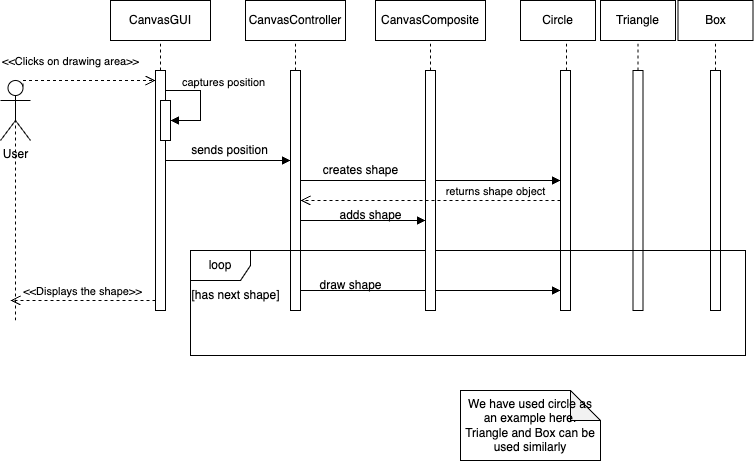 CanvasGUI
CanvasController
CanvasComposite
Circle
Triangle
Box
<<Clicks on drawing area>>
captures position
User
sends position
creates shape
returns shape object
adds shape
loop
<<Displays the shape>>
[has next shape]
draw shape
We have used circle as
an example here.
Triangle and Box can be
used similarly